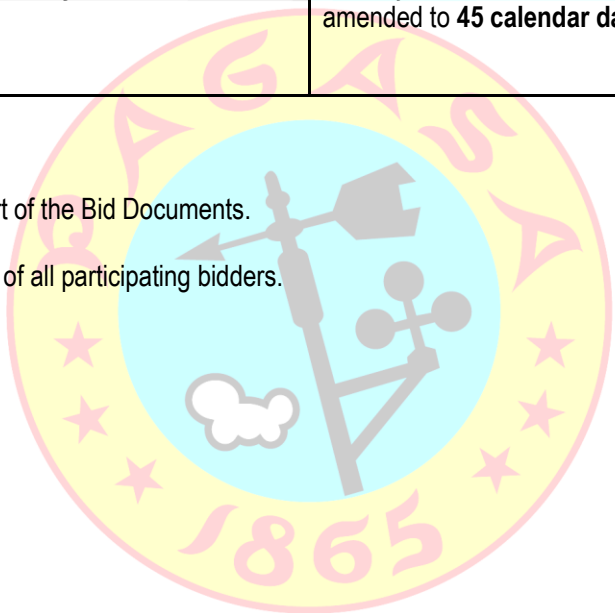 amended to 45 calendar da
t of the Bid Documents.
of all participating bidders.
PAGASA
1865